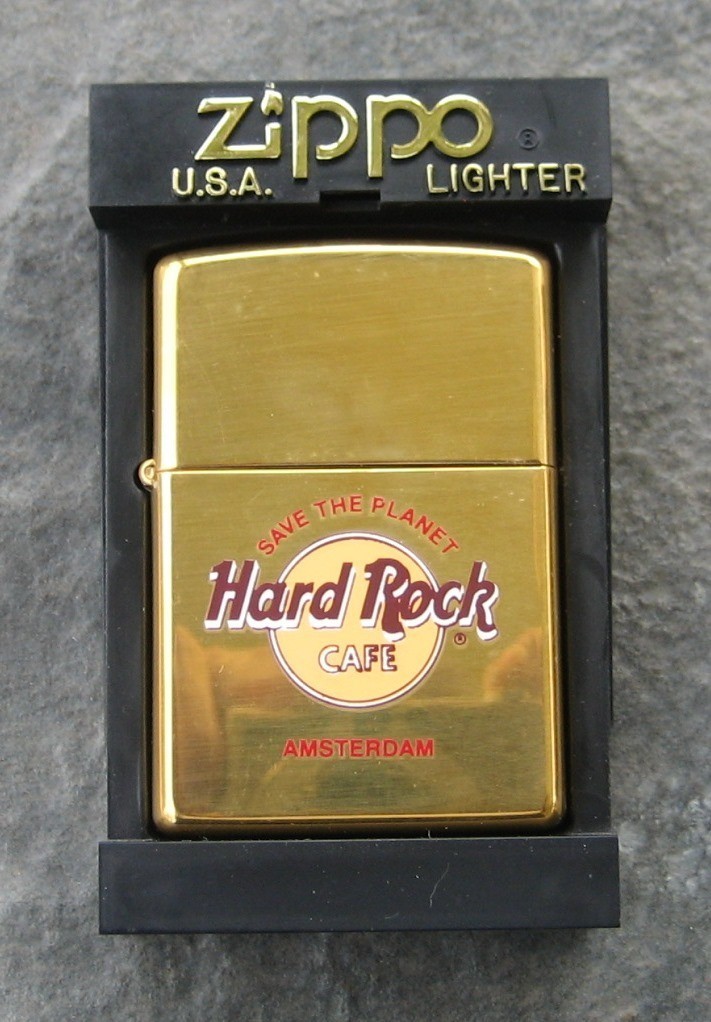 zippo ®
U.S.A. LIGHTER
SAVE THE PLANET
Hard Rock
CAFE ®
AMSTERDAM